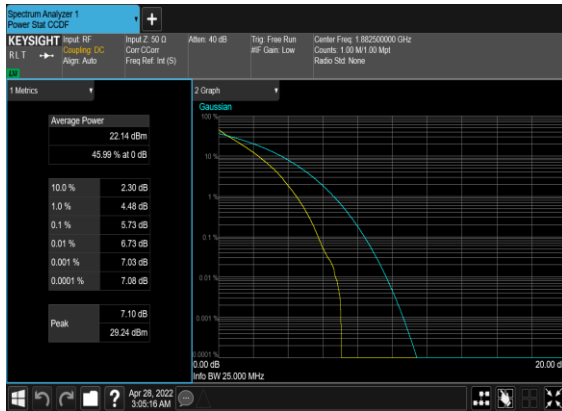 Spectrum Analyzer 1
Power Stat CCDF
+
KEYSIGHT
RLT
LXI
Input: RF
Coupling: DC
Align: Auto
Input Z: 50 Ω
Corr CCorr
Freq Ref: Int (S)
Atten: 40 dB
Trig: Free Run
#IF Gain: Low
Center Freq: 1.882500000 GHz
Counts: 1.00 M/1.00 Mpt
Radio Std: None
1 Metrics
Average Power
22.14 dBm
45.99 % at 0 dB
10.0 % 2.30 dB
1.0 % 4.48 dB
0.1 % 5.73 dB
0.01 % 6.73 dB
0.001 % 7.03 dB
0.0001 % 7.08 dB
Peak
7.10 dB
29.24 dBm
2 Graph
Gaussian
100 %
10 %
1 %
0.1 %
0.01 %
0.001 %
0.0001 %
0.00 dB
20.00 d
Info BW 25.000 MHz
?
Apr 28, 2022
3:05:16 AM